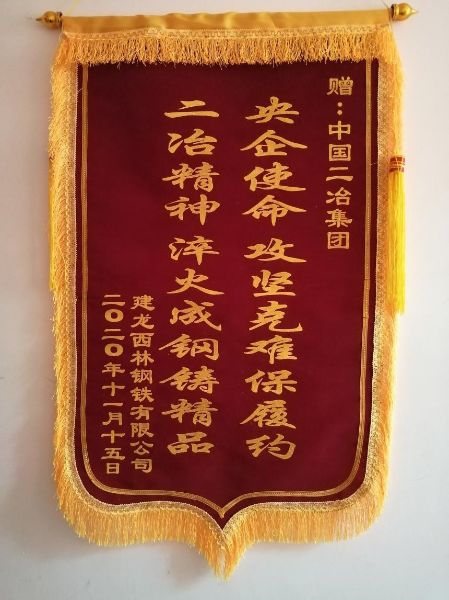 赠：中国二冶集团
央企使命 攻坚克难保履约
二冶精神 淬火成钢铸精品
建龙西林钢铁有限公司
二〇二〇年十一月十五日